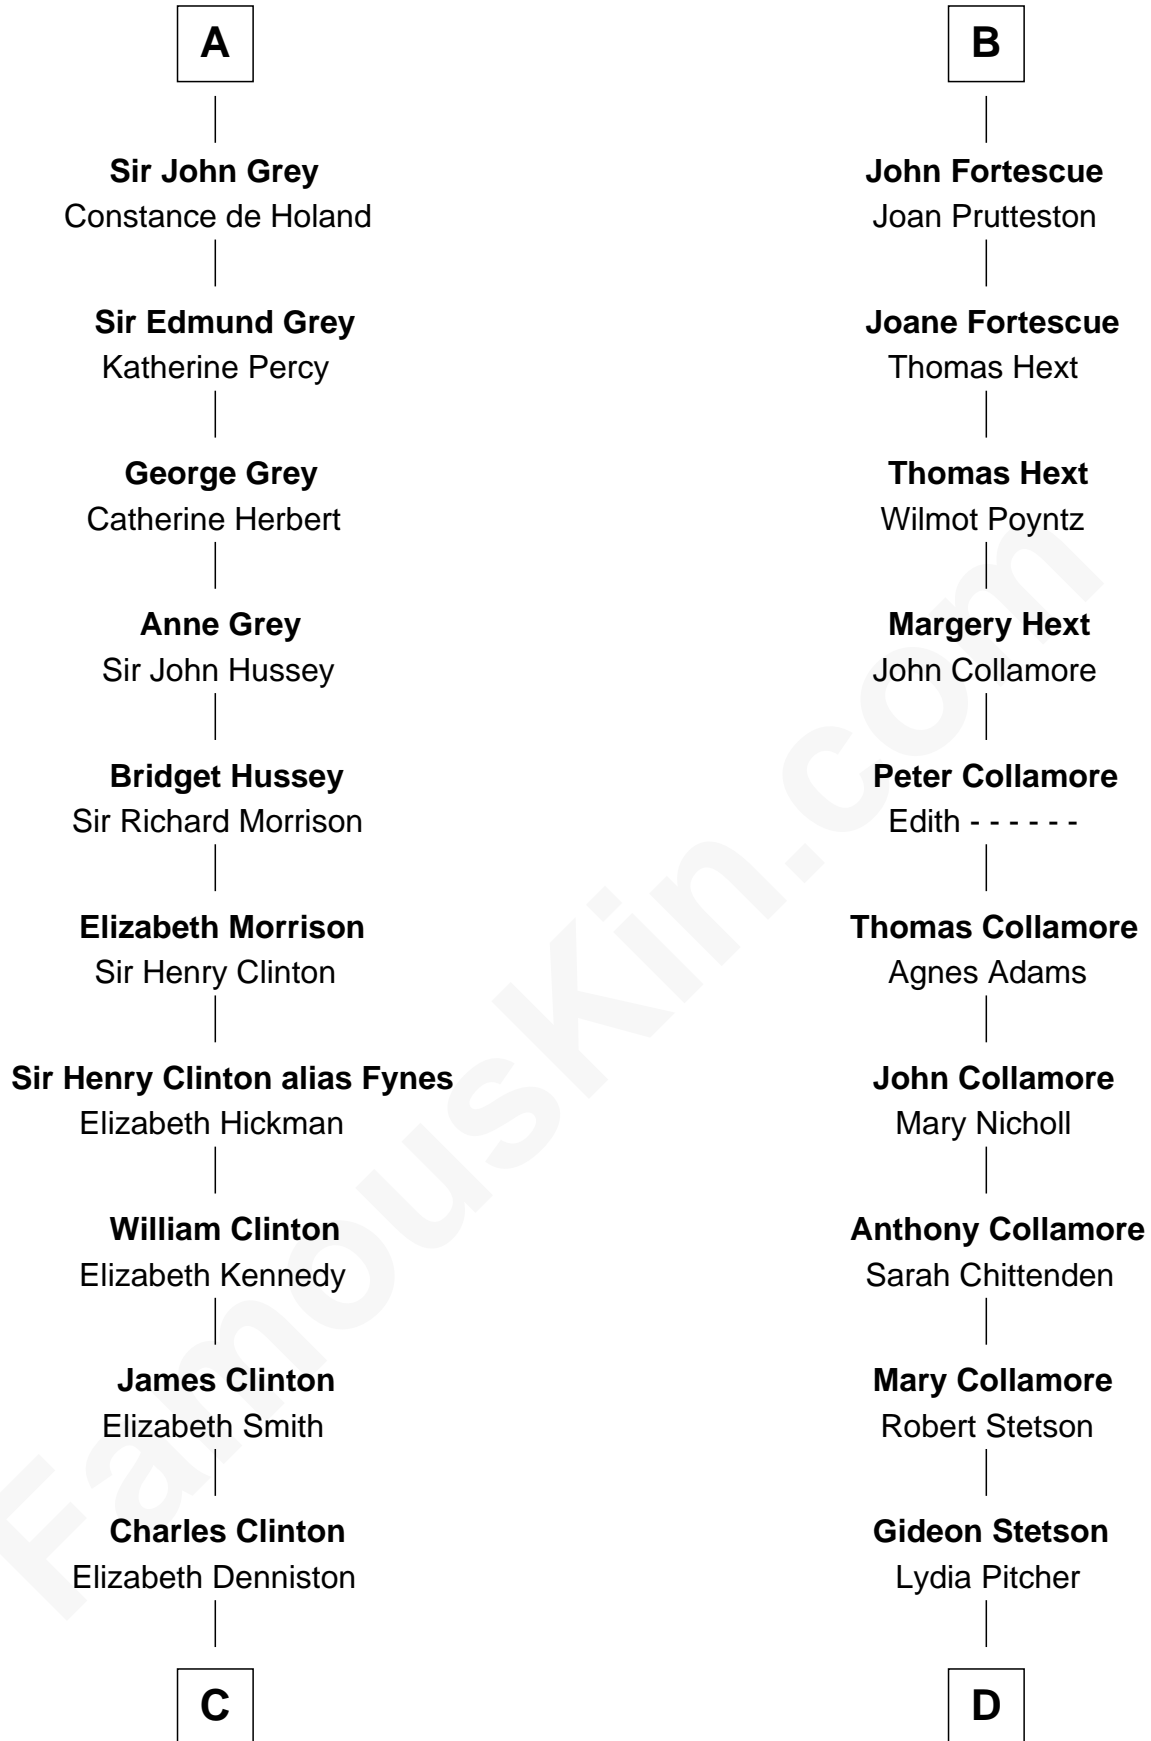 A
Sir John Grey
Constance de Holand
Sir Edmund Grey
Katherine Percy
George Grey
Catherine Herbert
Anne Grey
Sir John Hussey
Bridget Hussey
Sir Richard Morrison
Elizabeth Morrison
Sir Henry Clinton
Sir Henry Clinton alias Fynes
Elizabeth Hickman
William Clinton
Elizabeth Kennedy
James Clinton
Elizabeth Smith
Charles Clinton
Elizabeth Denniston
C
B
John Fortescue
Joan Prutteston
Joane Fortescue
Thomas Hext
Thomas Hext
Wilmot Poyntz
Margery Hext
John Collamore
Peter Collamore
Edith - - - - - -
Thomas Collamore
Agnes Adams
John Collamore
Mary Nicholl
Anthony Collamore
Sarah Chittenden
Mary Collamore
Robert Stetson
Gideon Stetson
Lydia Pitcher
D
FamousKin.com